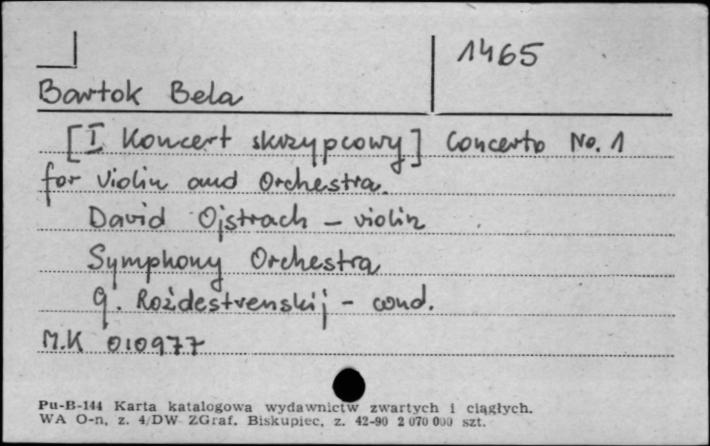 1465
Bartok Bela
[I Koncert skrzypcowy] Concerto No. 1
for Violin and Orchestra.
David Ojstrach - violin
Symphony Orchestra
G. Rożdestvenskij - cond.
M.K 010977
Pu-B-144 Karta katalogowa wydawnictw zwartych i ciągłych.
WA O-n, z. 4/DW ZGraf. Biskupiec, z. 42-90 2 070 000 szt.